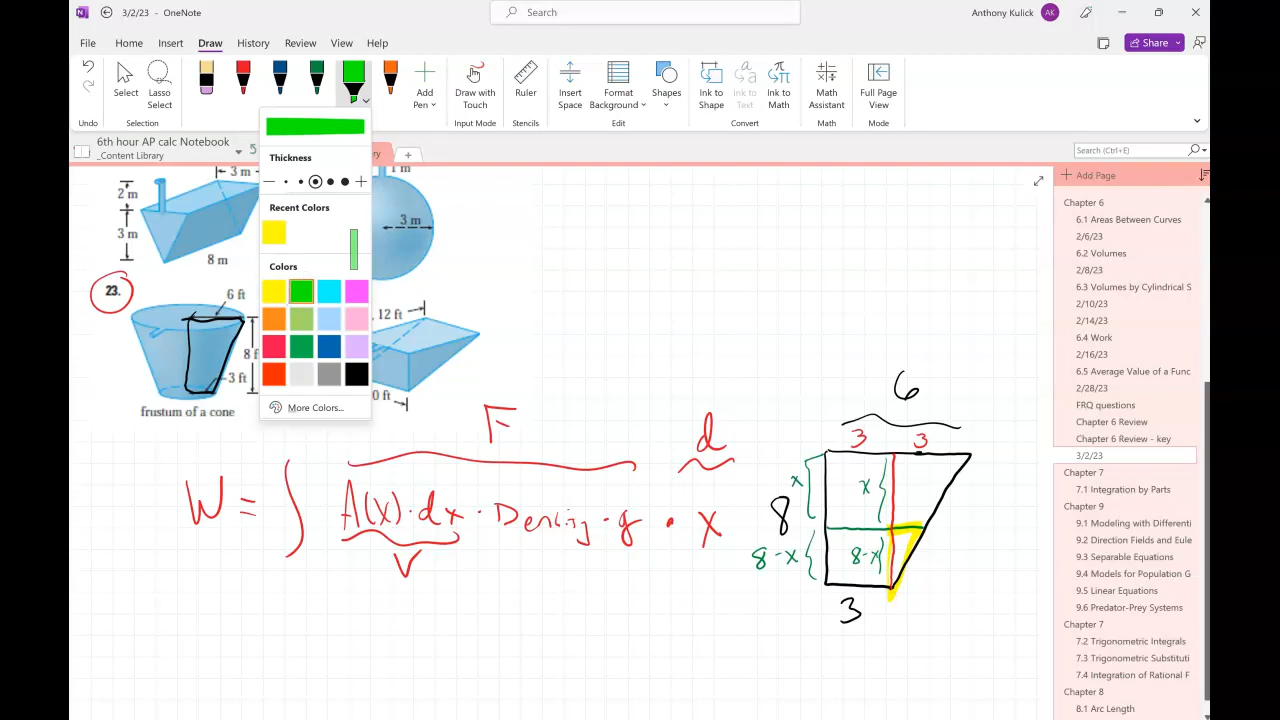 3/2/23 - OneNote
Search
Anthony Kulick AK
File Home Insert Draw History Review View Help
Share
Select
Lasso Select
Add Pen
Draw with Touch
Ruler
Insert Space
Format Background
Shapes
Ink to Shape
Ink to Text
Ink to Math
Math Assistant
Full Page View
Undo Selection Input Mode Stencils Edit Convert Math Mode
6th hour AP calc Notebook
_Content Library
5
ry
Search (Ctrl+E)
Thickness
Recent Colors
Colors
More Colors...
3 m
2 m
3 m
8 m
1 m
3 m
23.
6 ft
8 f
3 ft
frustum of a cone
12 ft
0 ft
F
d
W = ∫ A(x) · dx · Density · g · x
V
6
3 3
x x
8
8-x 8-x
3
Add Page
Chapter 6
6.1 Areas Between Curves
2/6/23
6.2 Volumes
2/8/23
6.3 Volumes by Cylindrical S
2/10/23
2/14/23
6.4 Work
2/16/23
6.5 Average Value of a Func
2/28/23
FRQ questions
Chapter 6 Review
Chapter 6 Review - key
3/2/23
Chapter 7
7.1 Integration by Parts
Chapter 9
9.1 Modeling with Differenti
9.2 Direction Fields and Eule
9.3 Separable Equations
9.4 Models for Population G
9.5 Linear Equations
9.6 Predator-Prey Systems
Chapter 7
7.2 Trigonometric Integrals
7.3 Trigonometric Substituti
7.4 Integration of Rational F
Chapter 8
8.1 Arc Length